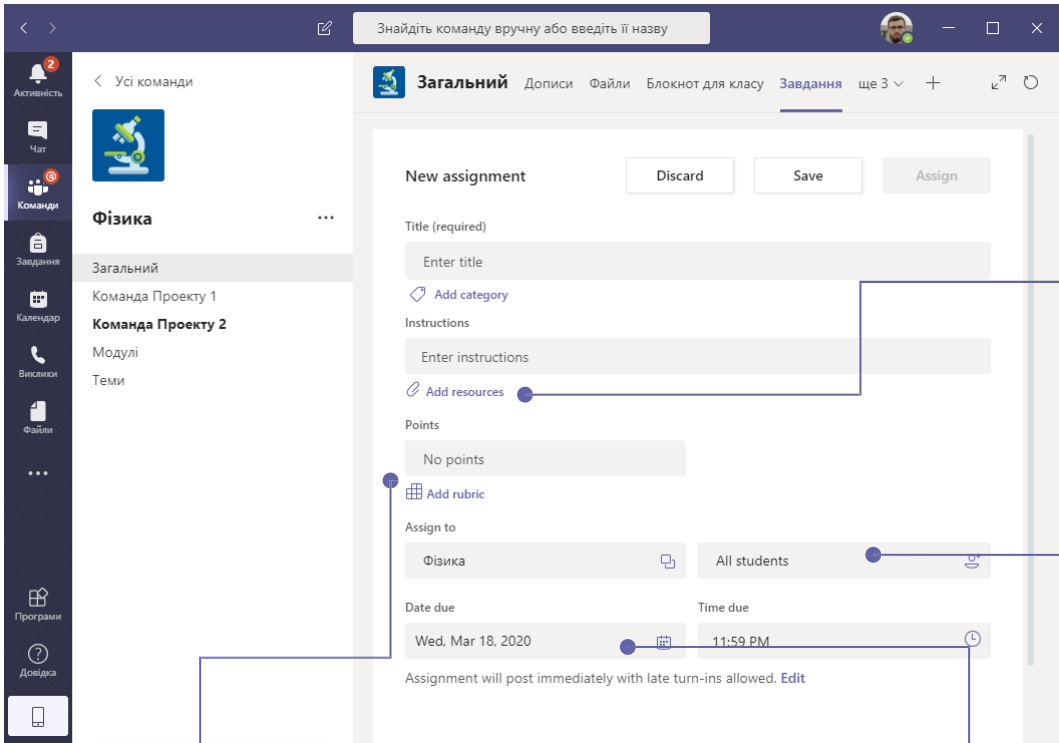 Знайдіть команду вручну або введіть її назву
2
Активність
Чат
@
Команди
Завдання
Календар
Виклики
Файли
Програми
Довідка
Усі команди
Фізика
Загальний
Команда Проекту 1
Команда Проекту 2
Модулі
Теми
Загальний Дописи Файли Блокнот для класу Завдання ще 3
New assignment Discard Save Assign
Title (required)
Enter title
Add category
Instructions
Enter instructions
Add resources
Points
No points
Add rubric
Assign to
Фізика All students
Date due Time due
Wed, Mar 18, 2020 11:59 PM
Assignment will post immediately with late turn-ins allowed. Edit